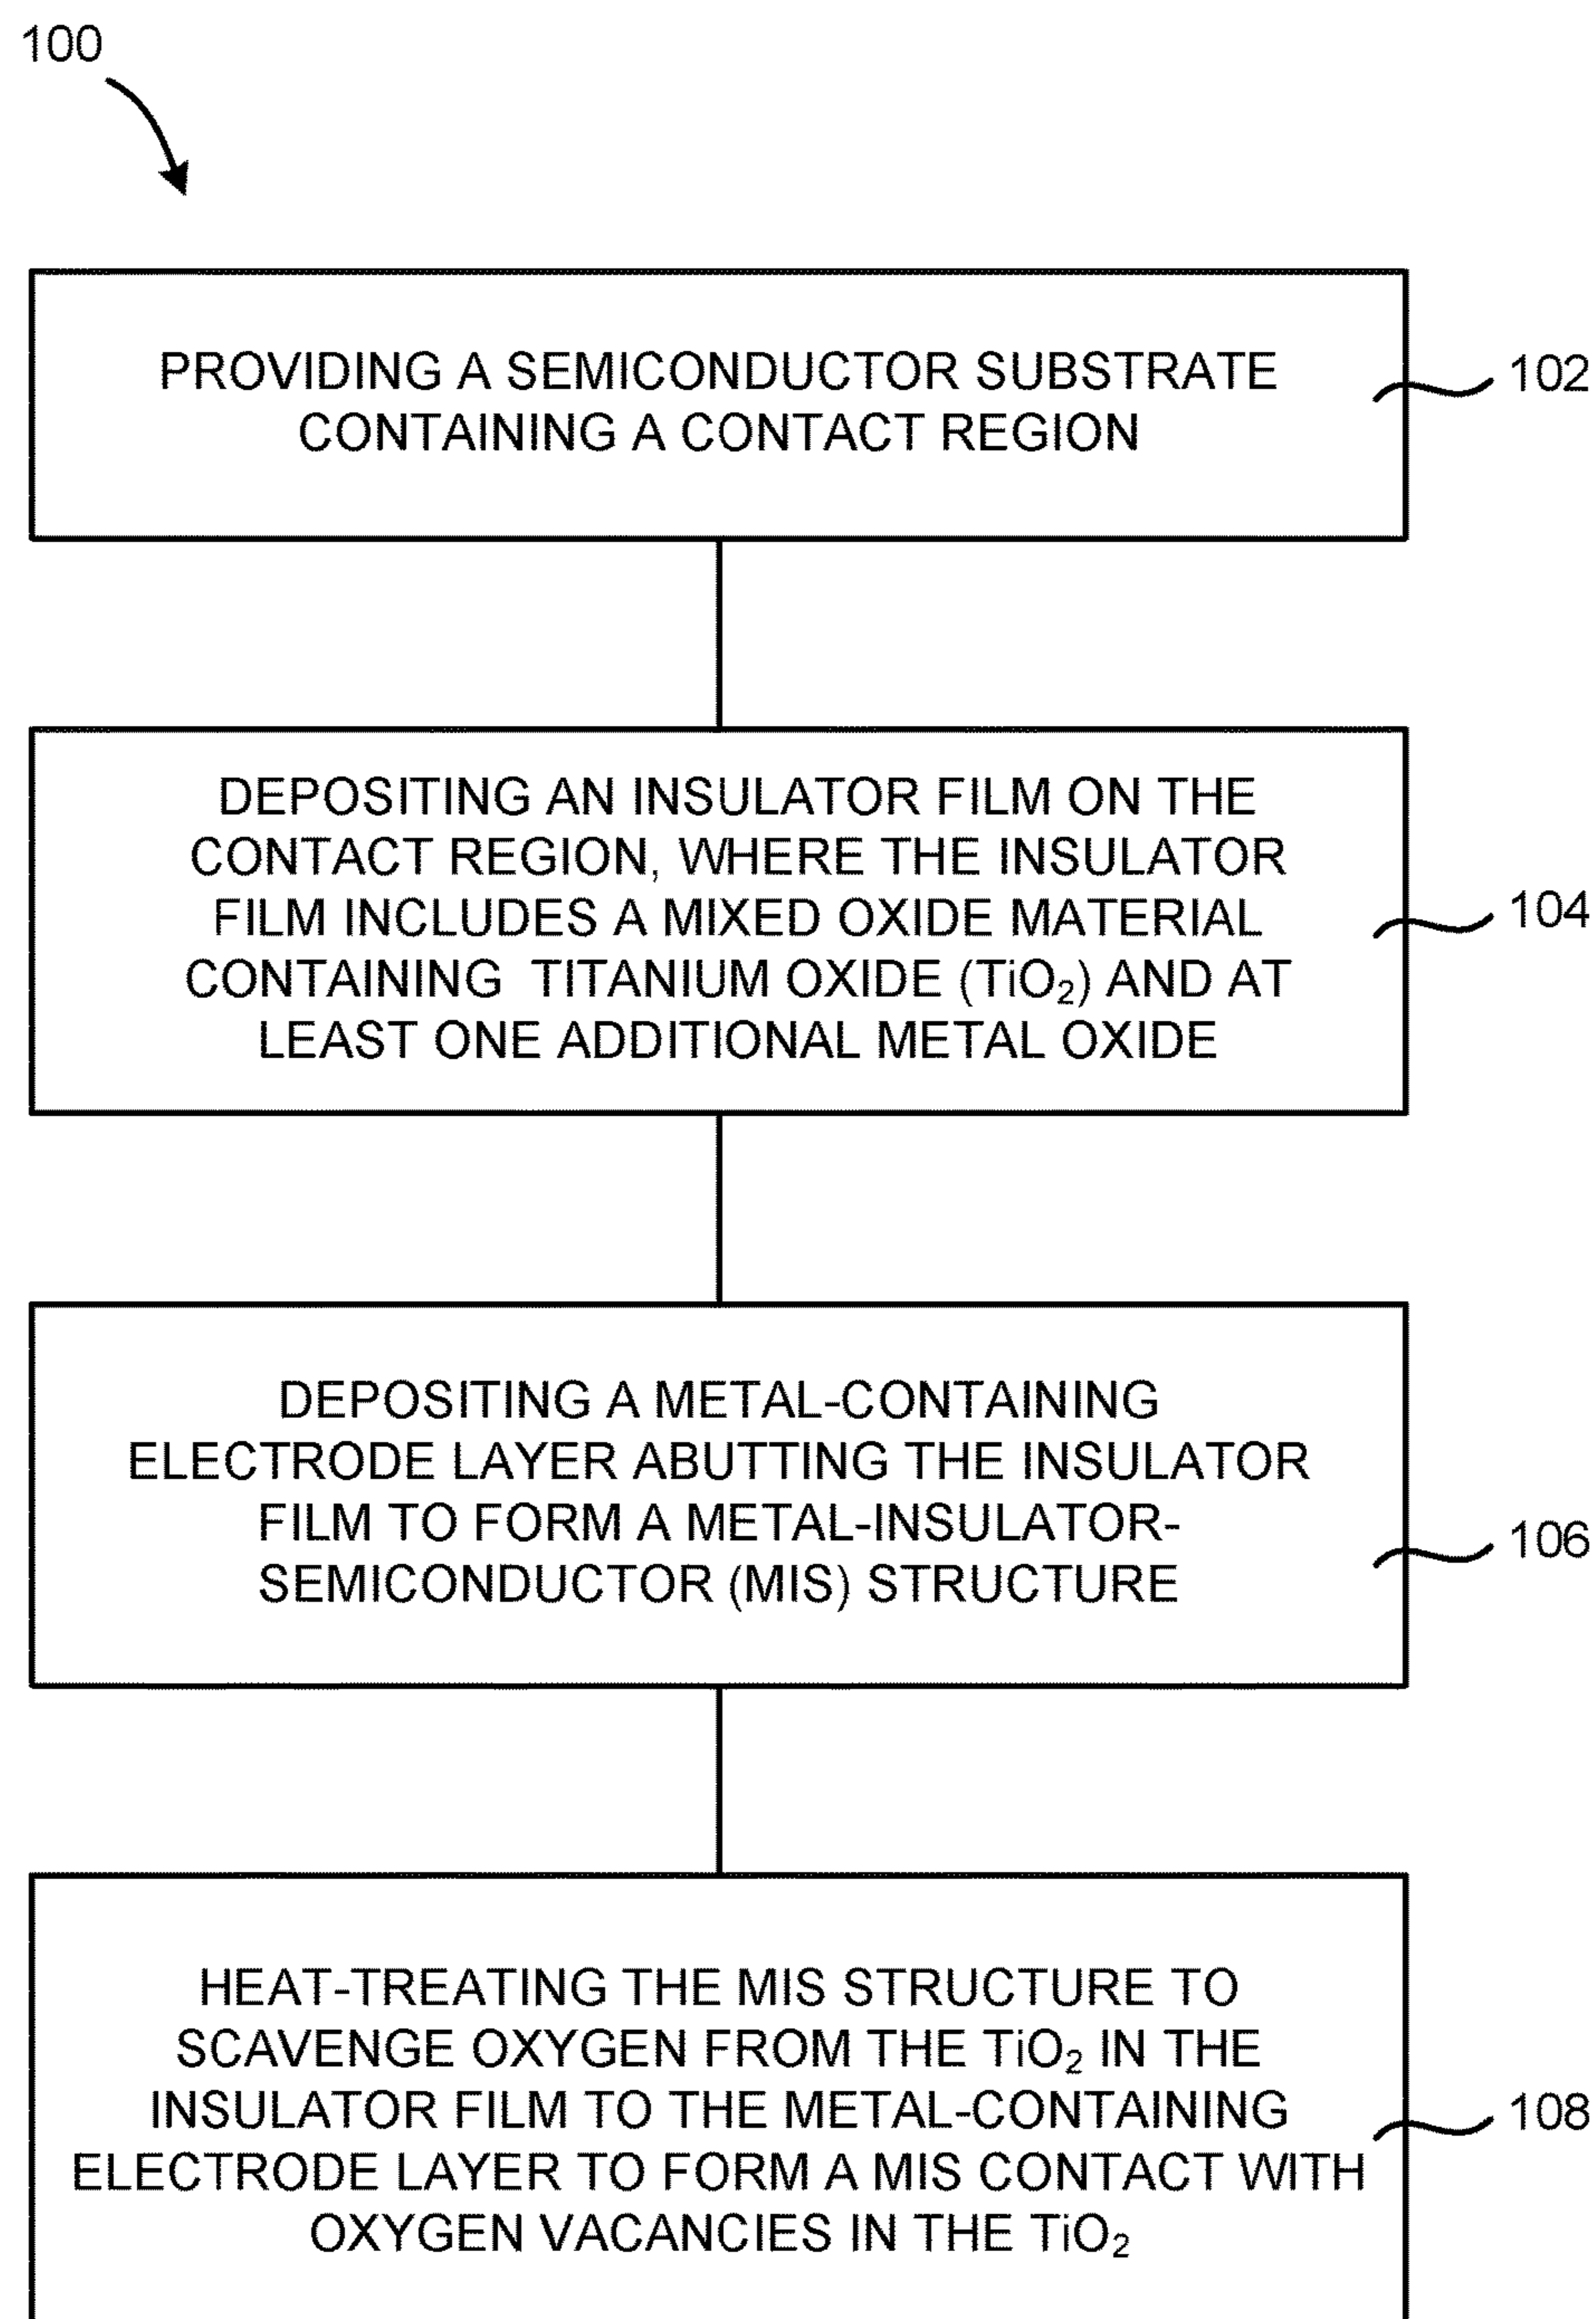 100
PROVIDING A SEMICONDUCTOR SUBSTRATE
CONTAINING A CONTACT REGION
102
DEPOSITING AN INSULATOR FILM ON THE
CONTACT REGION, WHERE THE INSULATOR
FILM INCLUDES A MIXED OXIDE MATERIAL
CONTAINING TITANIUM OXIDE (TiO₂) AND AT
LEAST ONE ADDITIONAL METAL OXIDE
104
DEPOSITING A METAL-CONTAINING
ELECTRODE LAYER ABUTTING THE INSULATOR
FILM TO FORM A METAL-INSULATOR-
SEMICONDUCTOR (MIS) STRUCTURE
106
HEAT-TREATING THE MIS STRUCTURE TO
SCAVENGE OXYGEN FROM THE TiO₂ IN THE
INSULATOR FILM TO THE METAL-CONTAINING
ELECTRODE LAYER TO FORM A MIS CONTACT WITH
OXYGEN VACANCIES IN THE TiO₂
108